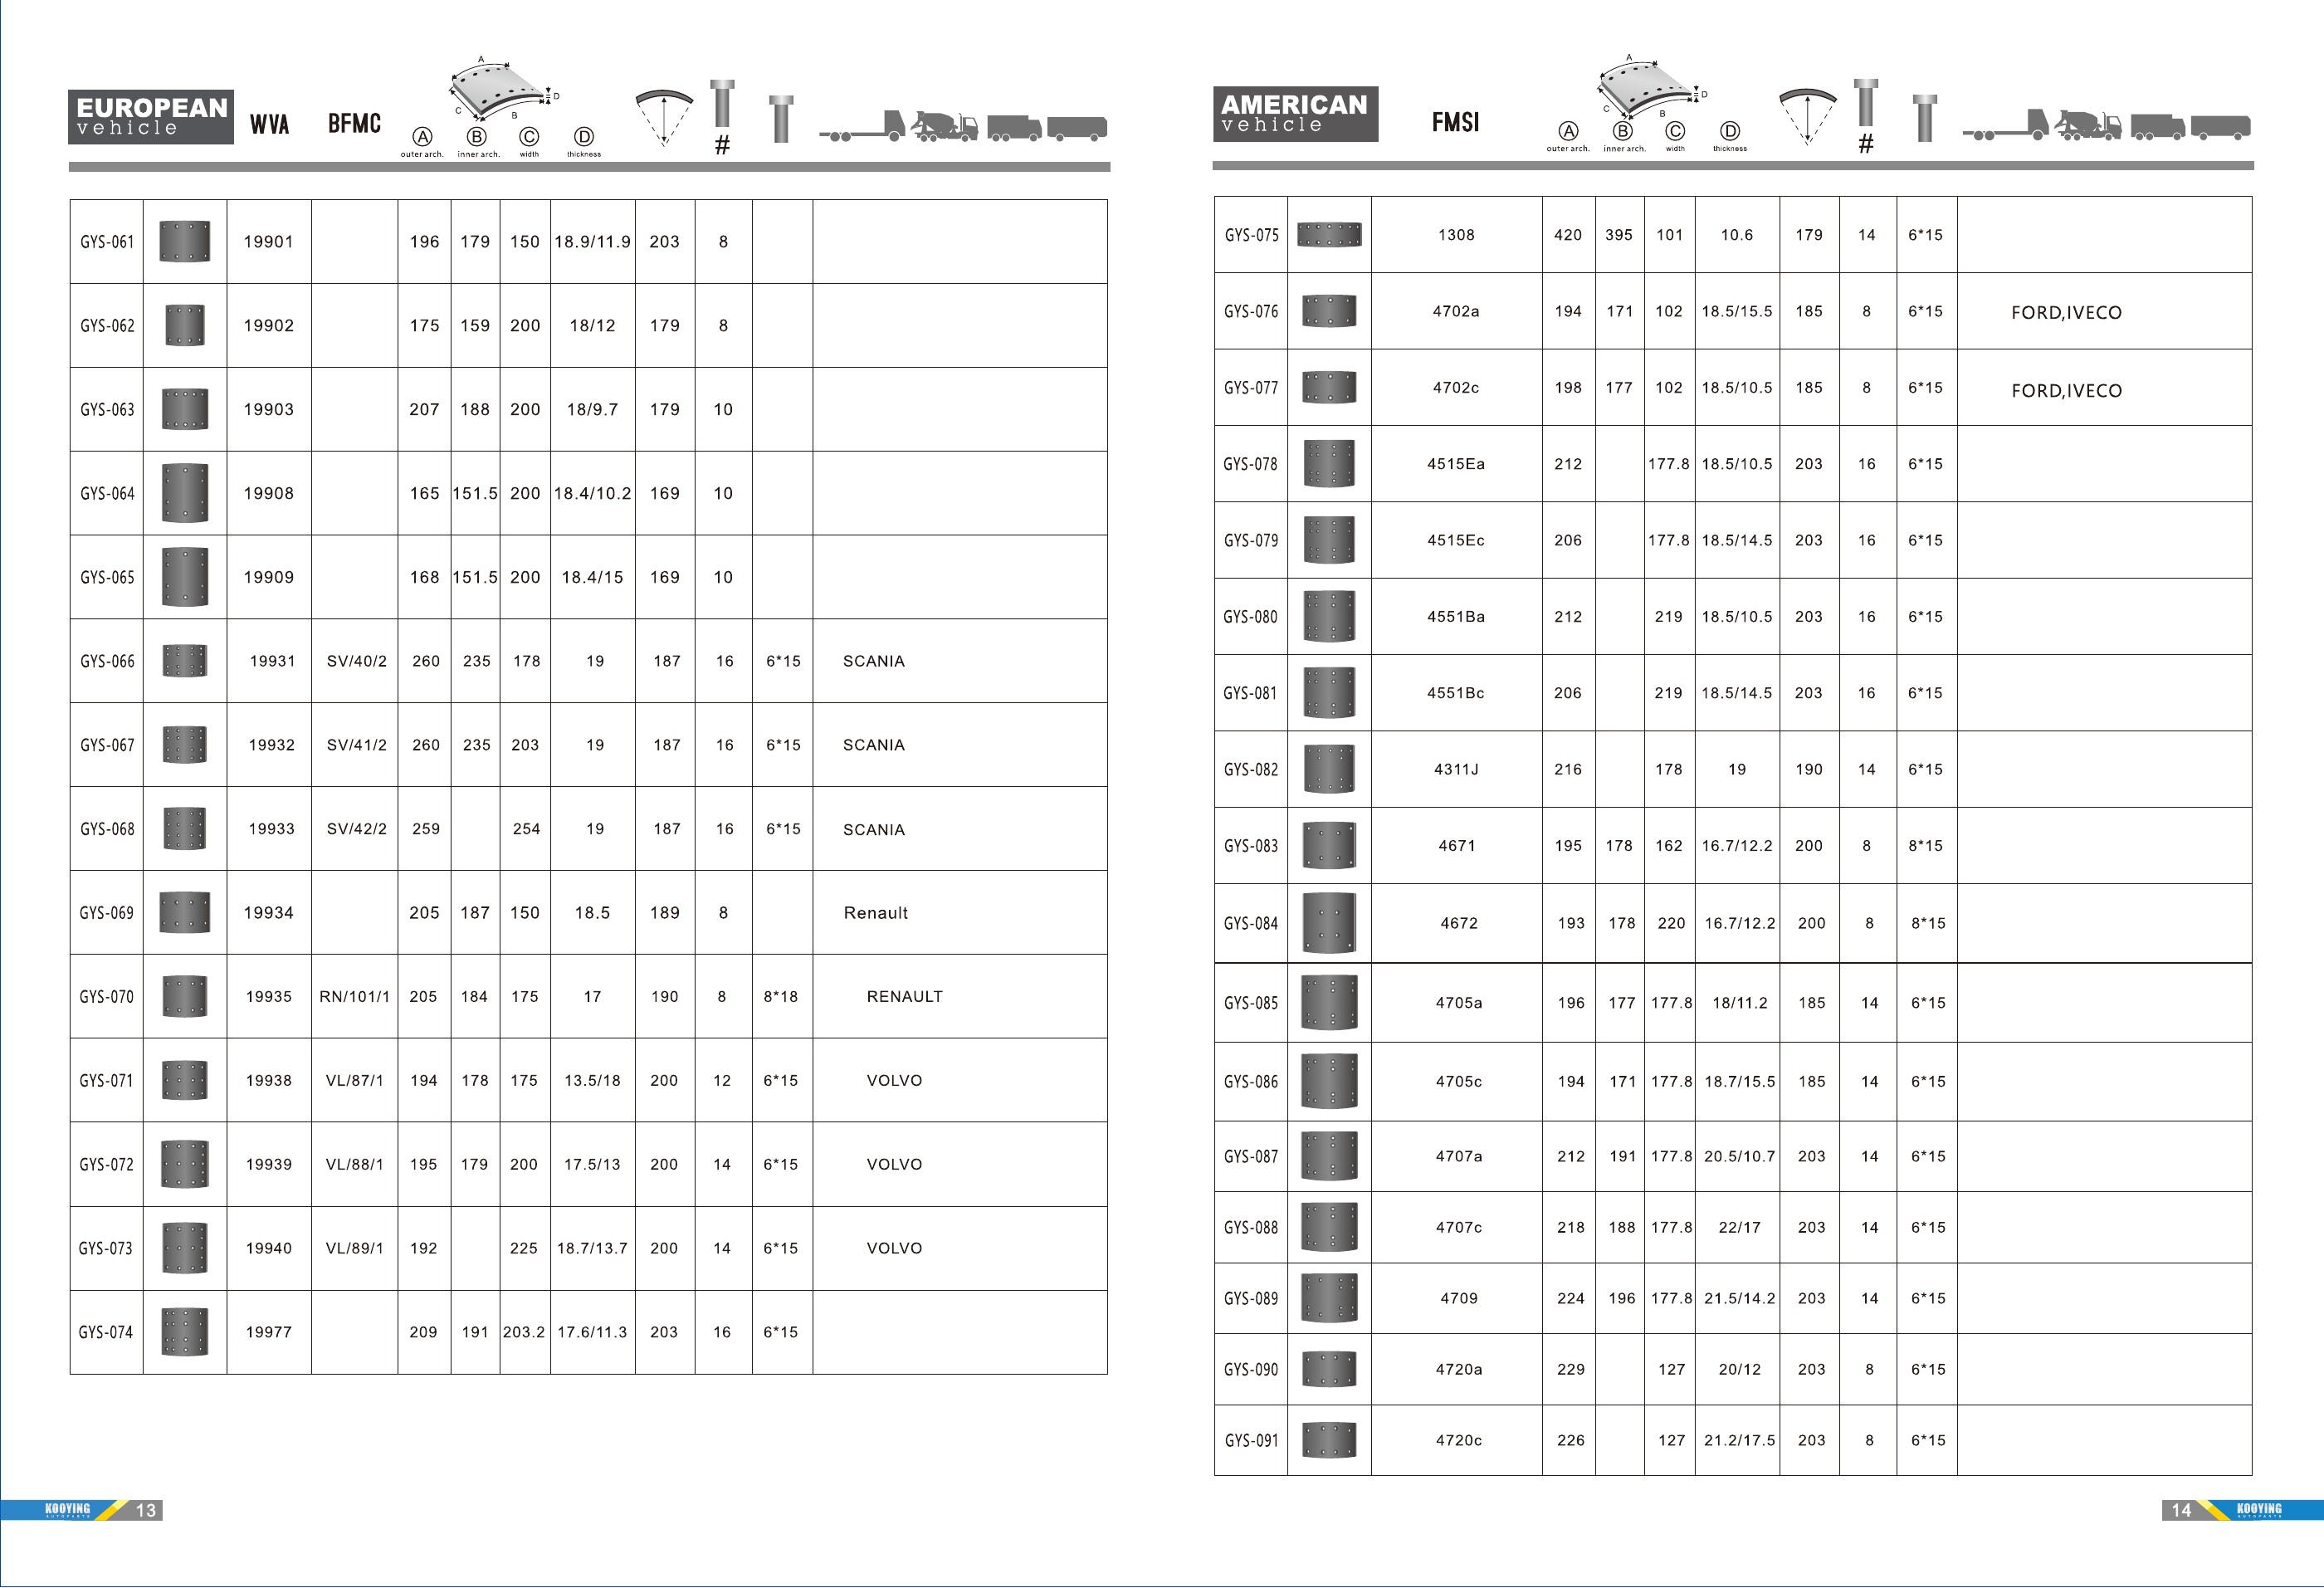 EUROPEAN
vehicle
WVA
BFMC
A
B
C
D
A outer arch.
B inner arch.
C width
D thickness
#
GYS-061 19901 196 179 150 18.9/11.9 203 8
GYS-062 19902 175 159 200 18/12 179 8
GYS-063 19903 207 188 200 18/9.7 179 10
GYS-064 19908 165 151.5 200 18.4/10.2 169 10
GYS-065 19909 168 151.5 200 18.4/15 169 10
GYS-066 19931 SV/40/2 260 235 178 19 187 16 6*15 SCANIA
GYS-067 19932 SV/41/2 260 235 203 19 187 16 6*15 SCANIA
GYS-068 19933 SV/42/2 259 254 19 187 16 6*15 SCANIA
GYS-069 19934 205 187 150 18.5 189 8 Renault
GYS-070 19935 RN/101/1 205 184 175 17 190 8 8*18 RENAULT
GYS-071 19938 VL/87/1 194 178 175 13.5/18 200 12 6*15 VOLVO
GYS-072 19939 VL/88/1 195 179 200 17.5/13 200 14 6*15 VOLVO
GYS-073 19940 VL/89/1 192 225 18.7/13.7 200 14 6*15 VOLVO
GYS-074 19977 209 191 203.2 17.6/11.3 203 16 6*15
KOOYING
AUTOPARTS
13
AMERICAN
vehicle
FMSI
A
B
C
D
A outer arch.
B inner arch.
C width
D thickness
#
GYS-075 1308 420 395 101 10.6 179 14 6*15
GYS-076 4702a 194 171 102 18.5/15.5 185 8 6*15 FORD,IVECO
GYS-077 4702c 198 177 102 18.5/10.5 185 8 6*15 FORD,IVECO
GYS-078 4515Ea 212 177.8 18.5/10.5 203 16 6*15
GYS-079 4515Ec 206 177.8 18.5/14.5 203 16 6*15
GYS-080 4551Ba 212 219 18.5/10.5 203 16 6*15
GYS-081 4551Bc 206 219 18.5/14.5 203 16 6*15
GYS-082 4311J 216 178 19 190 14 6*15
GYS-083 4671 195 178 162 16.7/12.2 200 8 8*15
GYS-084 4672 193 178 220 16.7/12.2 200 8 8*15
GYS-085 4705a 196 177 177.8 18/11.2 185 14 6*15
GYS-086 4705c 194 171 177.8 18.7/15.5 185 14 6*15
GYS-087 4707a 212 191 177.8 20.5/10.7 203 14 6*15
GYS-088 4707c 218 188 177.8 22/17 203 14 6*15
GYS-089 4709 224 196 177.8 21.5/14.2 203 14 6*15
GYS-090 4720a 229 127 20/12 203 8 6*15
GYS-091 4720c 226 127 21.2/17.5 203 8 6*15
14
KOOYING
AUTOPARTS